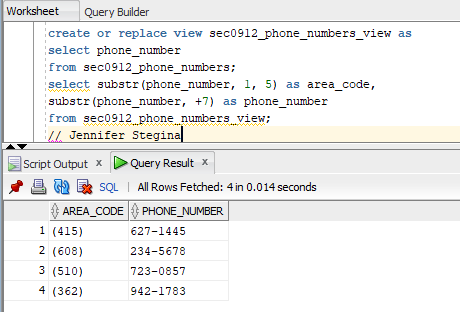 Worksheet Query Builder
create or replace view sec0912_phone_numbers_view as
select phone_number
from sec0912_phone_numbers;
select substr(phone_number, 1, 5) as area_code,
substr(phone_number, +7) as phone_number
from sec0912_phone_numbers_view;
// Jennifer Stegina
Script Output x Query Result x
SQL | All Rows Fetched: 4 in 0.014 seconds
AREA_CODE PHONE_NUMBER
1 (415) 627-1445
2 (608) 234-5678
3 (510) 723-0857
4 (362) 942-1783